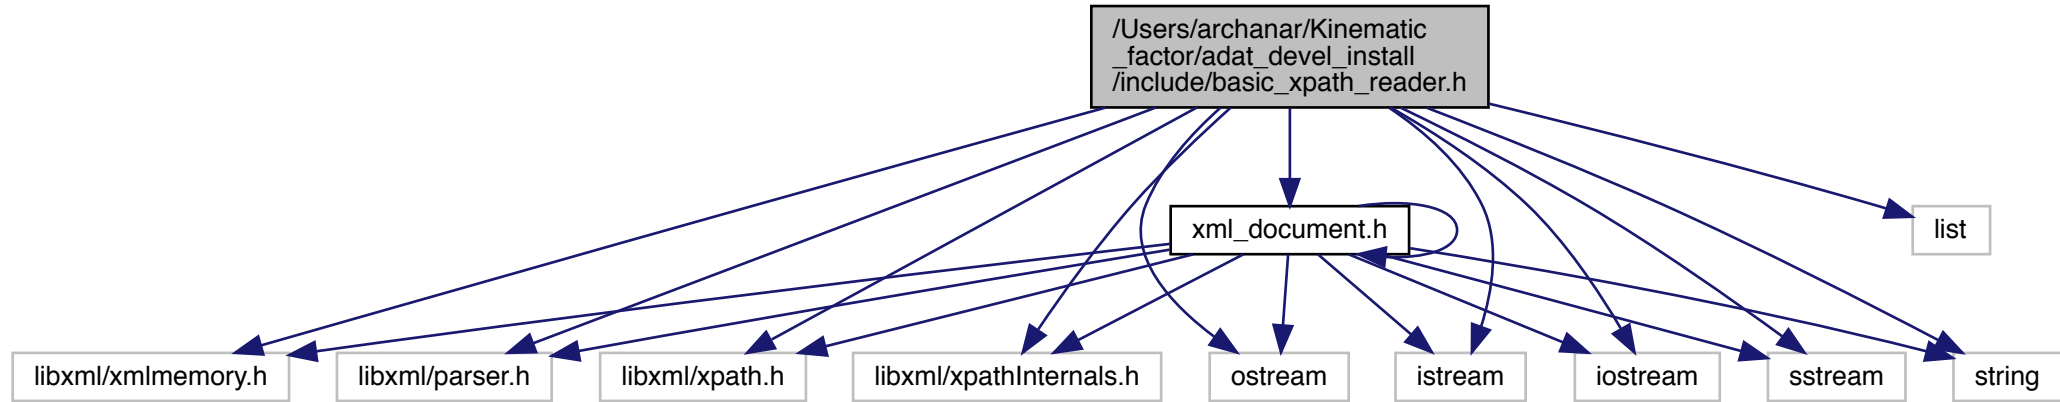 /Users/archanar/Kinematic
_factor/adat_devel_install
/include/basic_xpath_reader.h
xml_document.h
list
libxml/xmlmemory.h
libxml/parser.h
libxml/xpath.h
libxml/xpathInternals.h
ostream
istream
iostream
sstream
string